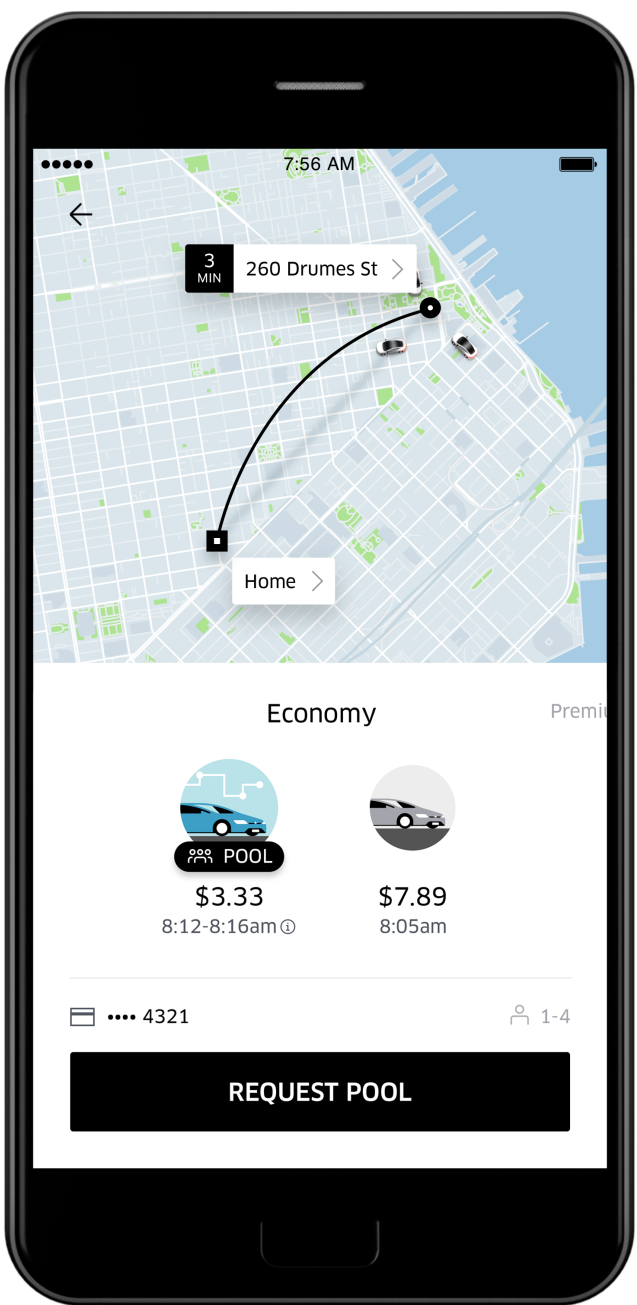 7:56 AM
3
MIN
260 Drumes St
Home
Economy
Premiu
POOL
$3.33
$7.89
8:12-8:16am
8:05am
•••• 4321
1-4
REQUEST POOL